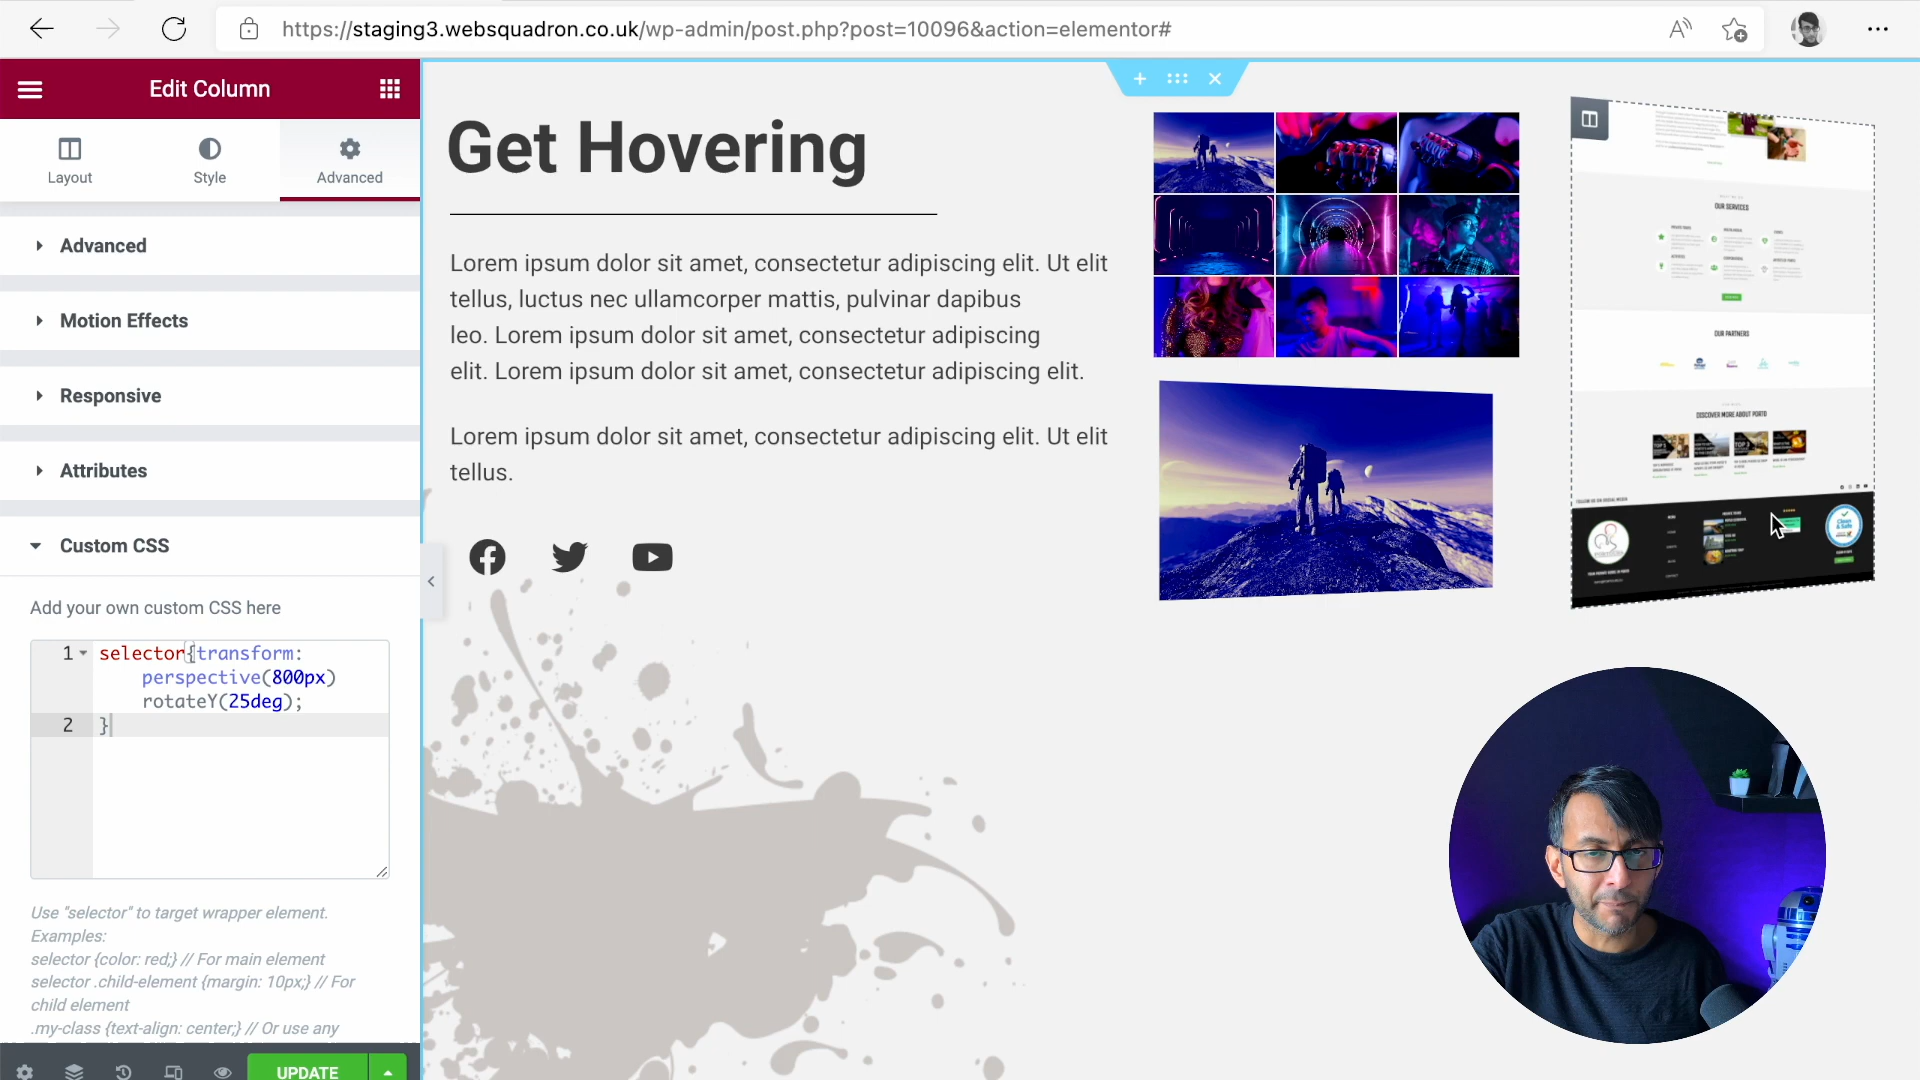 https://staging3.websquadron.co.uk/wp-admin/post.php?post=10096&action=elementor#
Edit Column
Layout
Style
Advanced
Advanced
Motion Effects
Responsive
Attributes
Custom CSS
Add your own custom CSS here
1 selector{transform:
perspective(800px)
rotateY(25deg);
2 }
Use "selector" to target wrapper element.
Examples:
selector {color: red;} // For main element
selector .child-element {margin: 10px;} // For
child element
.my-class {text-align: center;} // Or use any
UPDATE
Get Hovering
Lorem ipsum dolor sit amet, consectetur adipiscing elit. Ut elit
tellus, luctus nec ullamcorper mattis, pulvinar dapibus
leo. Lorem ipsum dolor sit amet, consectetur adipiscing
elit. Lorem ipsum dolor sit amet, consectetur adipiscing elit.
Lorem ipsum dolor sit amet, consectetur adipiscing elit. Ut elit
tellus.
OUR SERVICES
OUR PARTNERS
DISCOVER MORE ABOUT PORTO